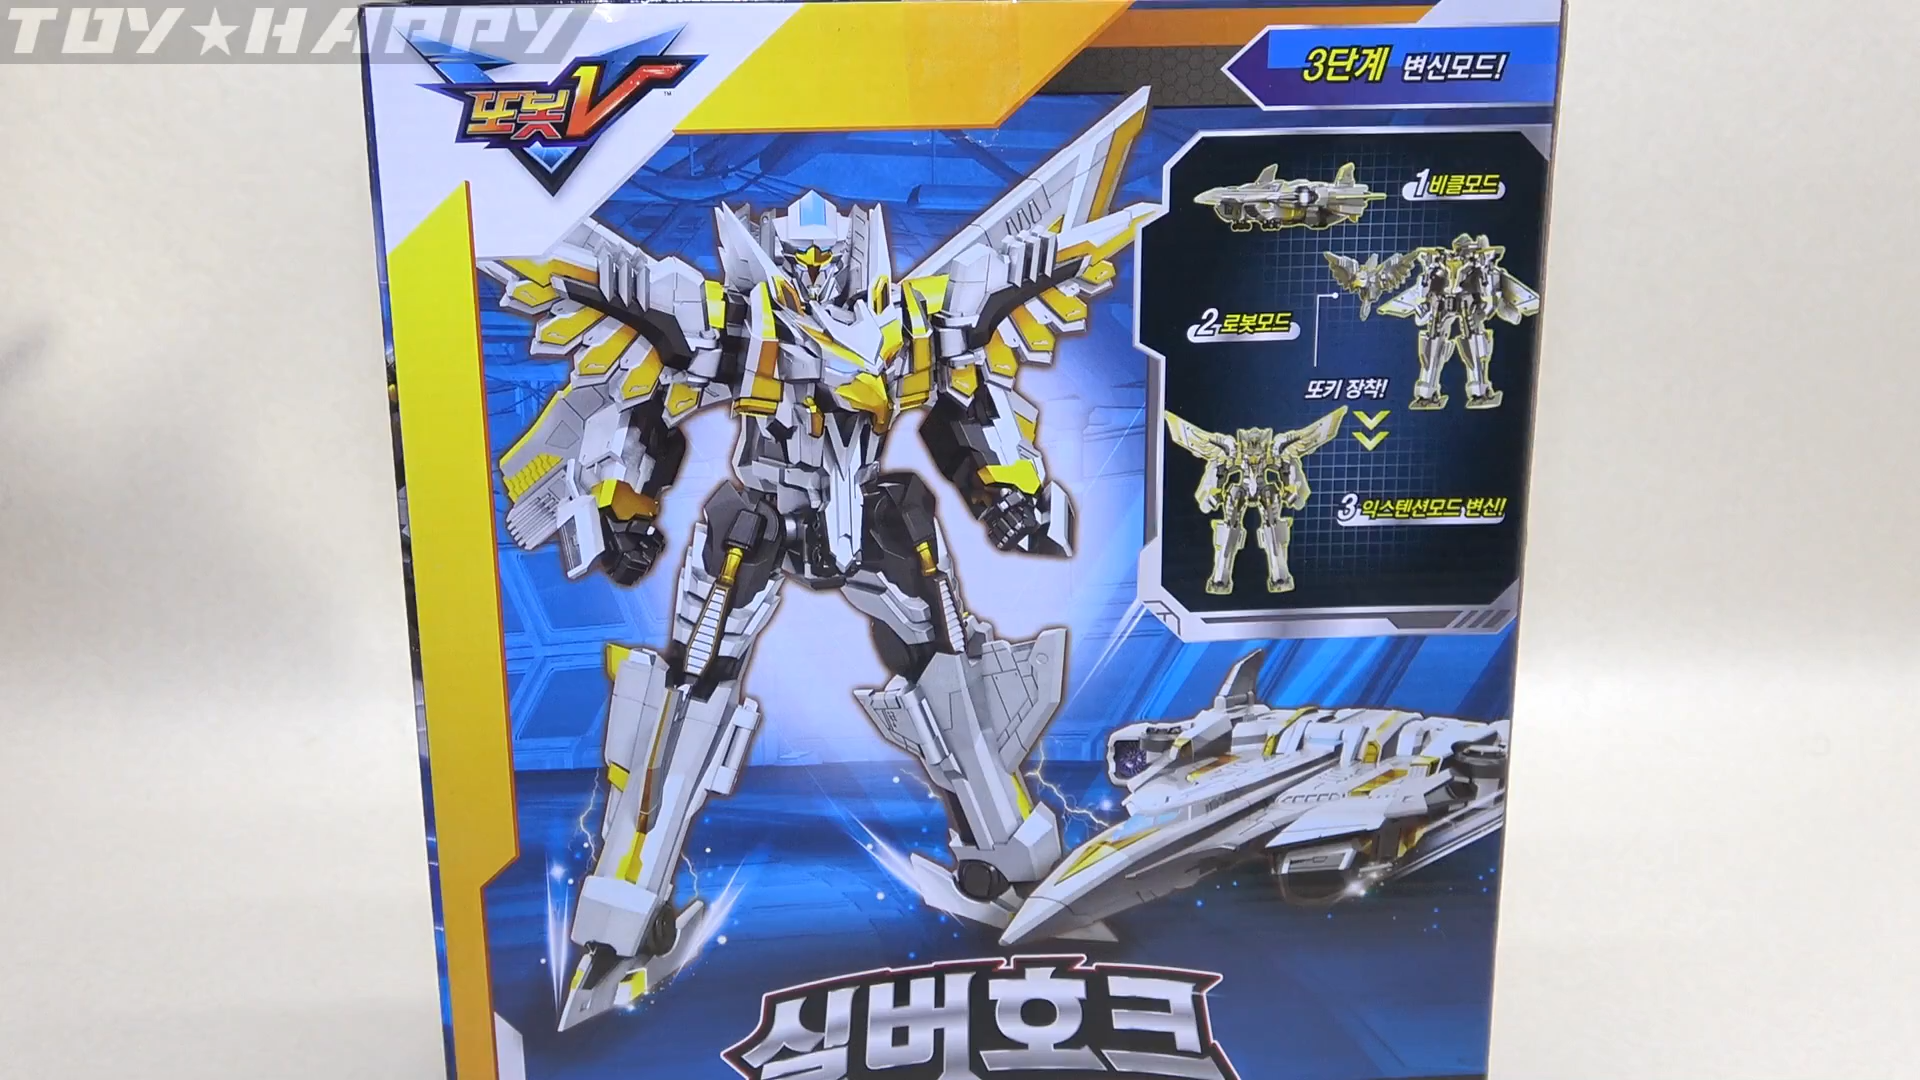 TOY★HAPPY
또봇V
TM
3단계 변신모드!
1 비클모드
2 로봇모드
또키 장착!
3 익스텐션모드 변신!
실버호크